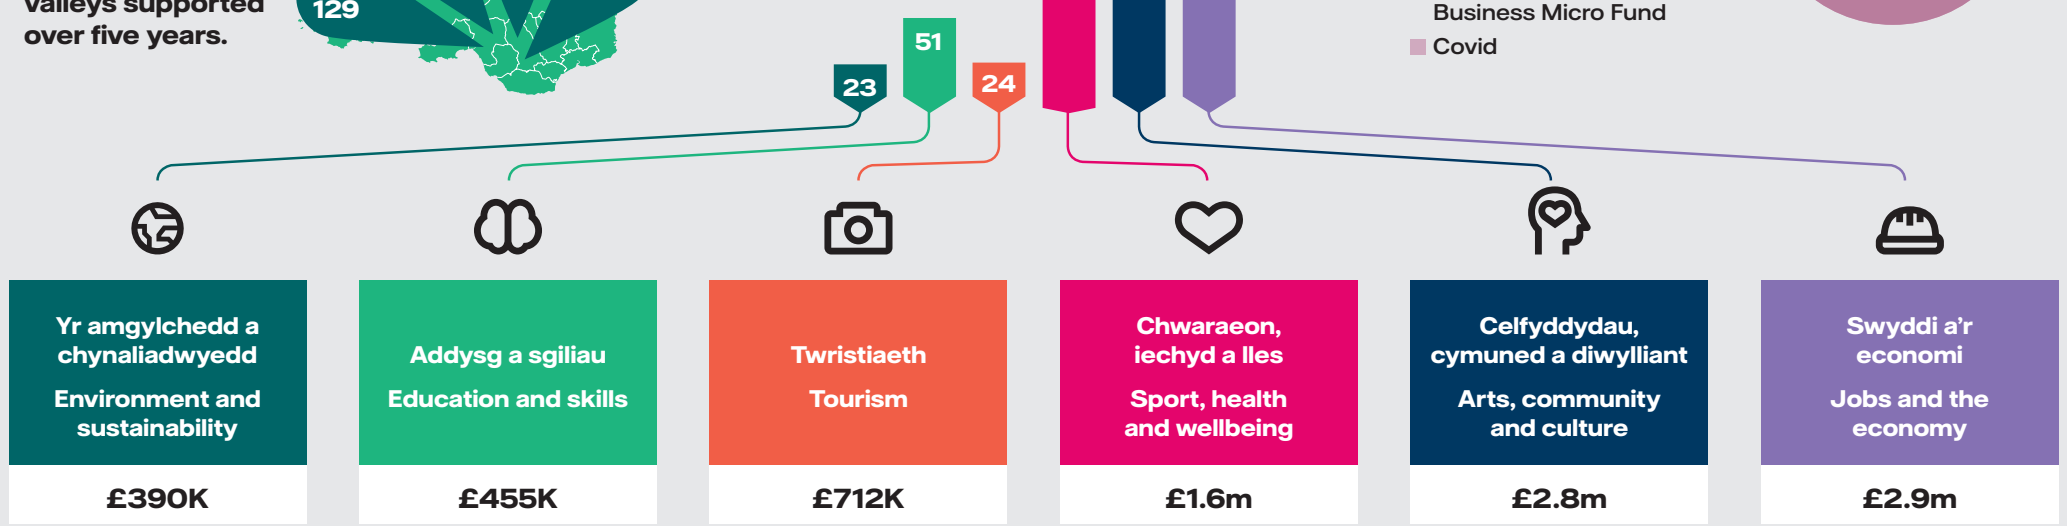 valleys supported
over five years.
129
23
51
24
Business Micro Fund
Covid
Yr amgylchedd a
chynaliadwyedd
Environment and
sustainability
£390K
Addysg a sgiliau
Education and skills
£455K
Twristiaeth
Tourism
£712K
Chwaraeon,
iechyd a lles
Sport, health
and wellbeing
£1.6m
Celfyddydau,
cymuned a diwylliant
Arts, community
and culture
£2.8m
Swyddi a’r
economi
Jobs and the
economy
£2.9m